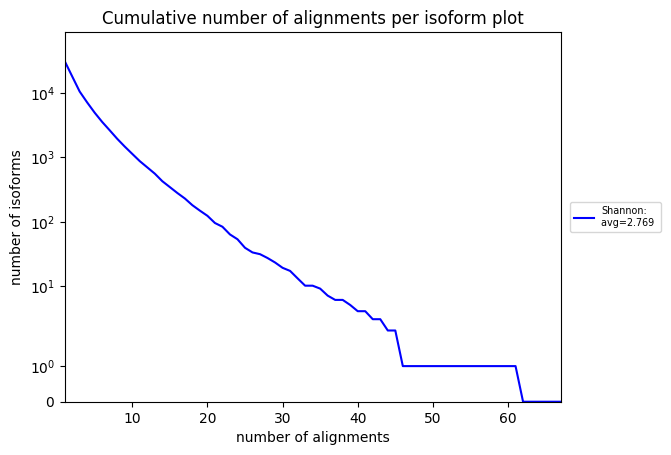 Cumulative number of alignments per isoform plot
number of isoforms
10^4
10^3
10^2
10^1
10^0
0
10 20 30 40 50 60
number of alignments
Shannon:
avg=2.769